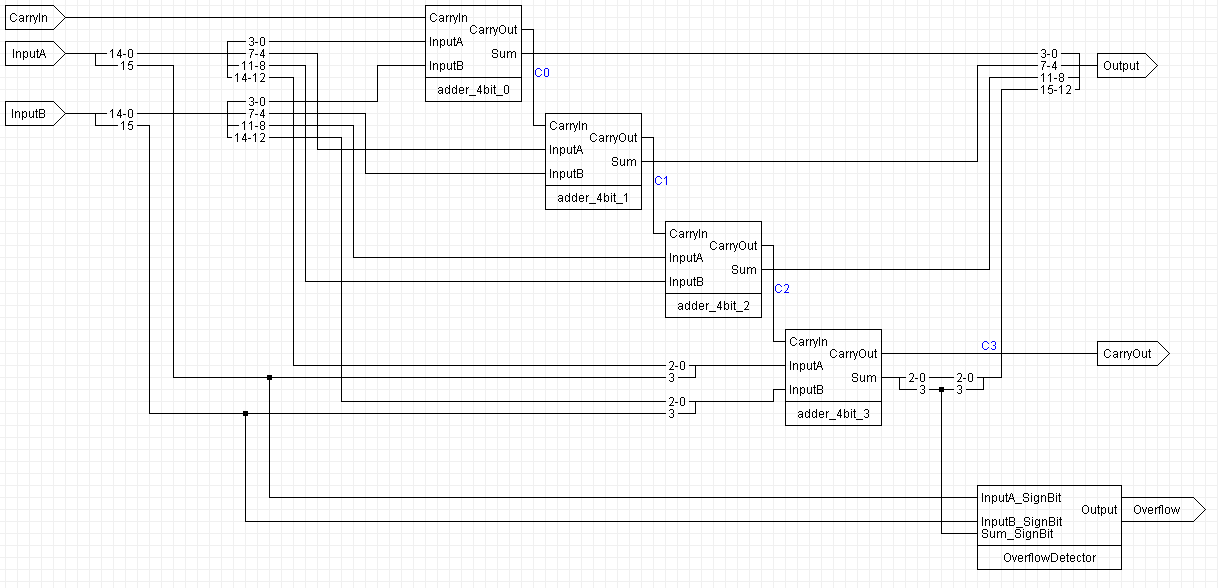 CarryIn
InputA
InputB
14-0
15
14-0
15
3-0
7-4
11-8
14-12
3-0
7-4
11-8
14-12
CarryIn
CarryOut
InputA
Sum
InputB
adder_4bit_0
C0
CarryIn
CarryOut
InputA
Sum
InputB
adder_4bit_1
C1
CarryIn
CarryOut
InputA
Sum
InputB
adder_4bit_2
C2
2-0
3
2-0
3
CarryIn
CarryOut
InputA
Sum
InputB
adder_4bit_3
C3
2-0
3
2-0
3
3-0
7-4
11-8
15-12
Output
CarryOut
InputA_SignBit
Output
InputB_SignBit
Sum_SignBit
OverflowDetector
Overflow